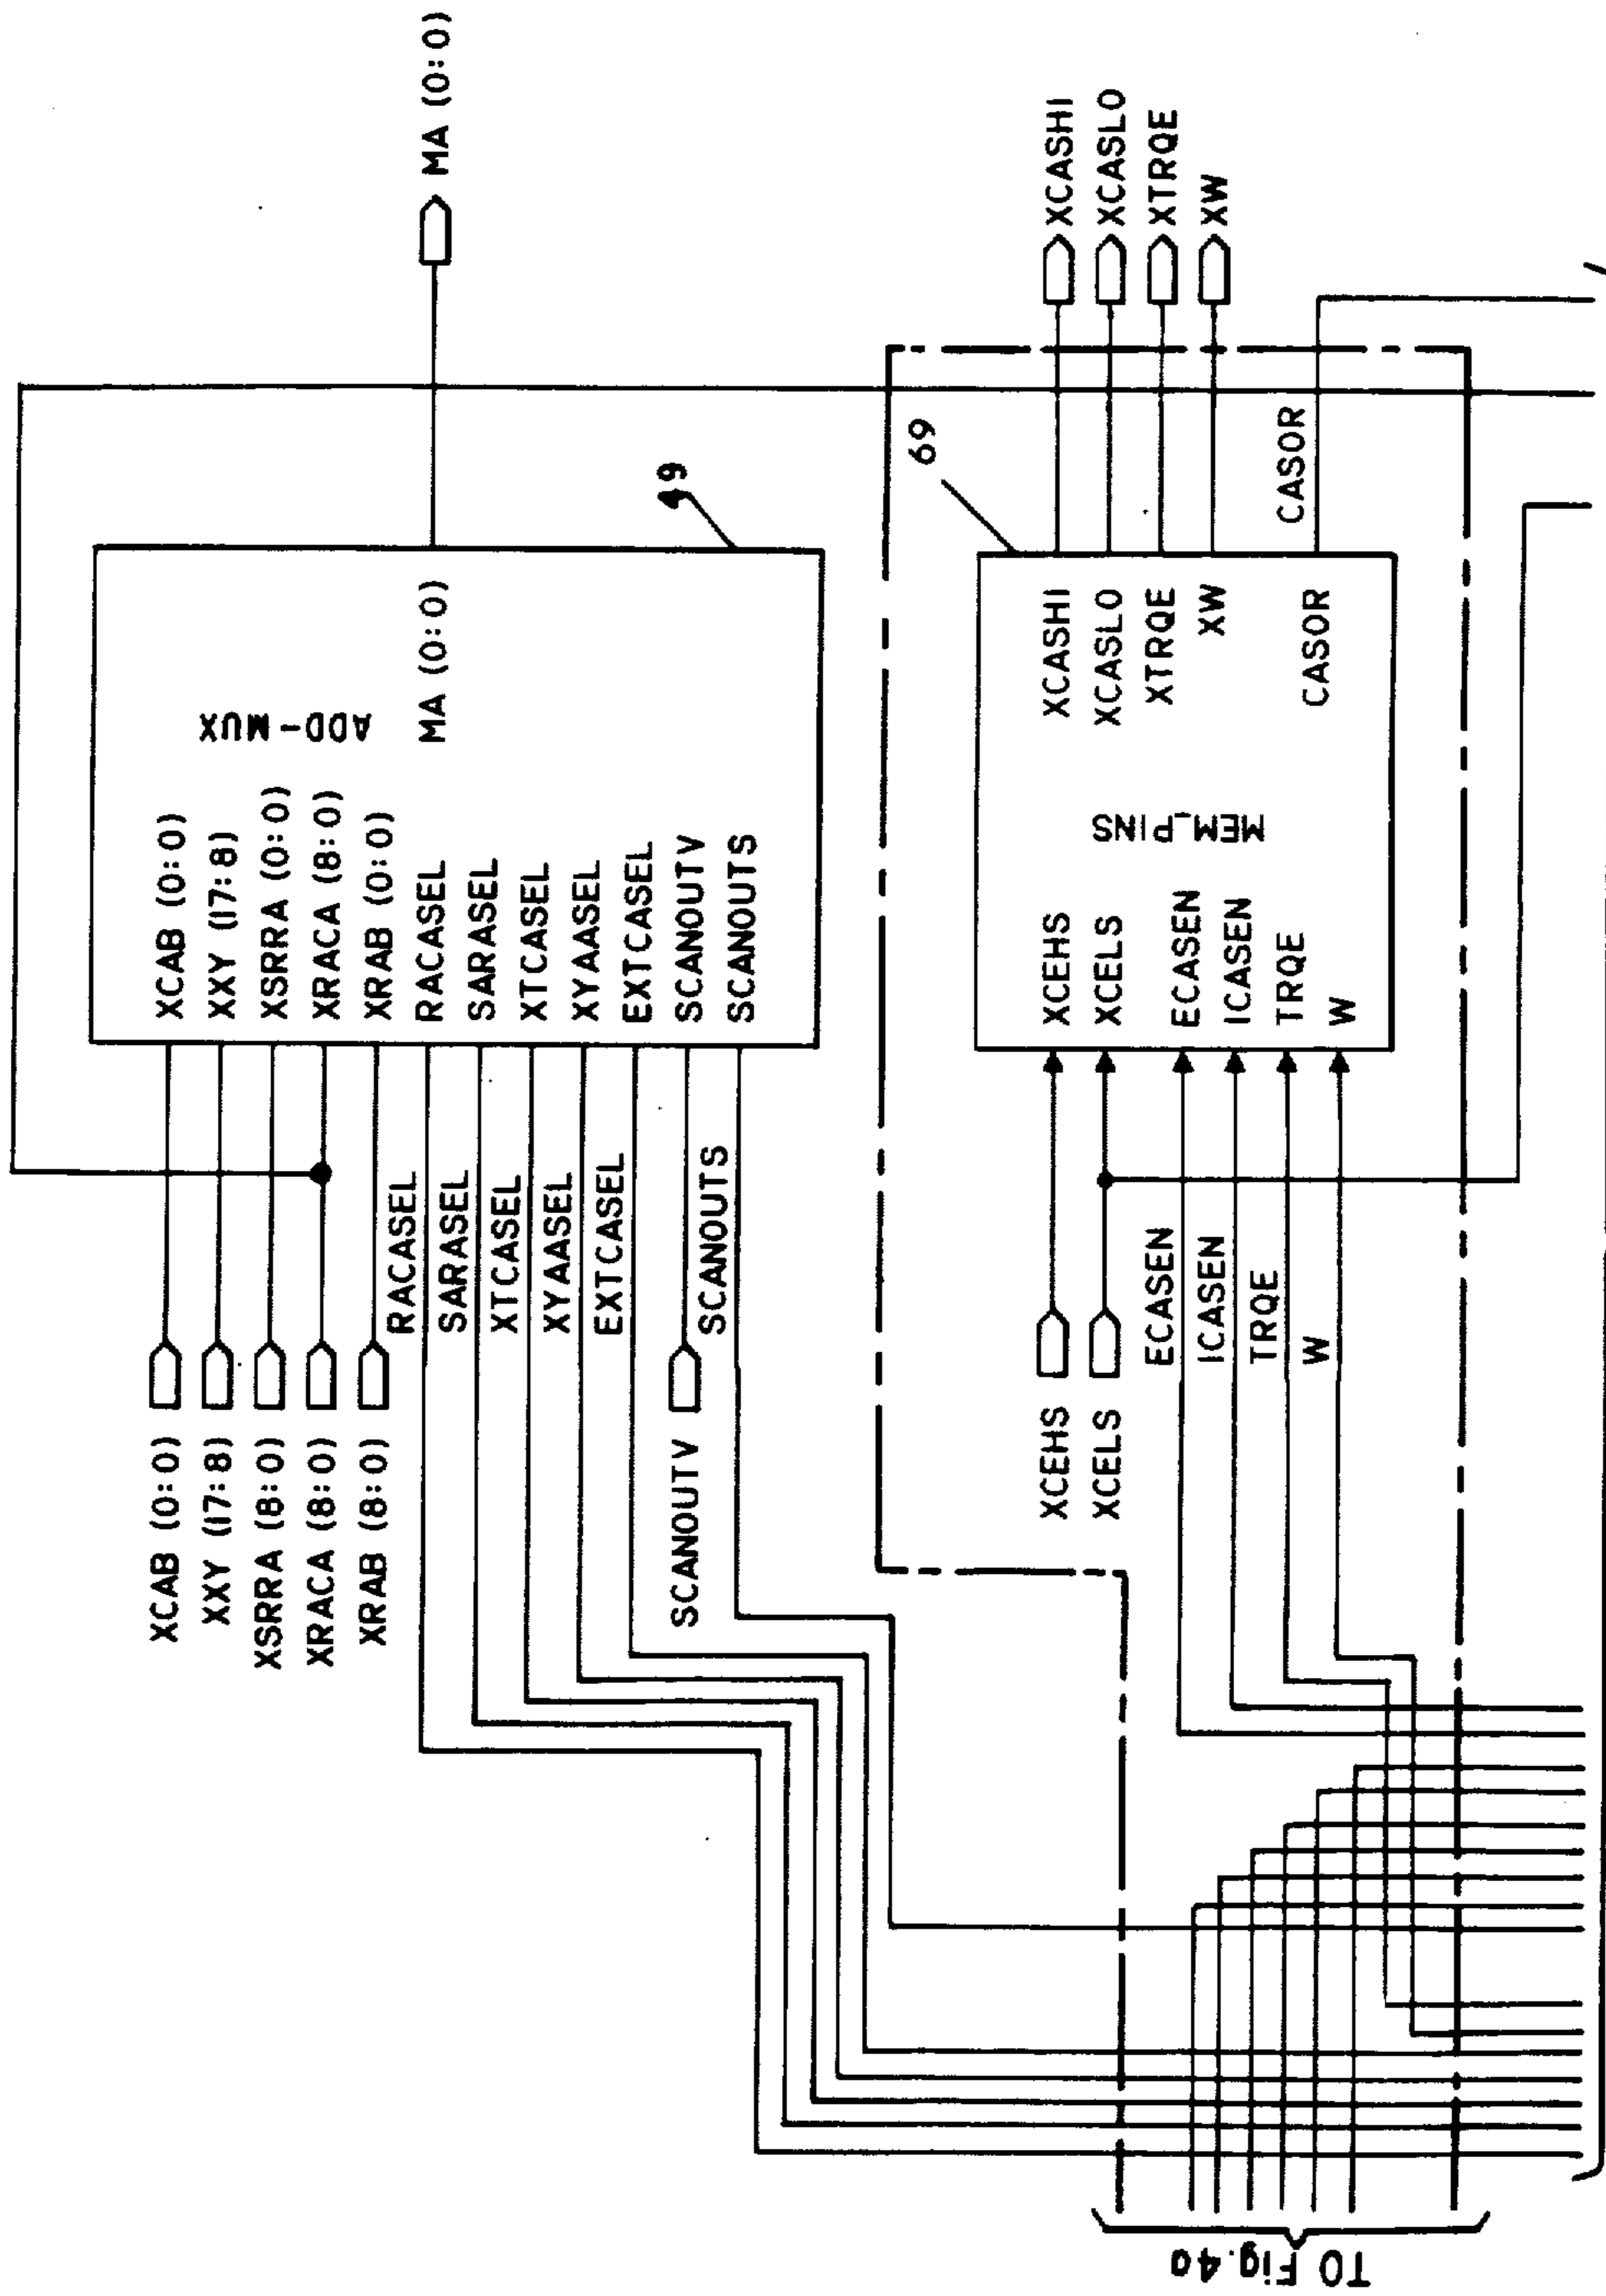 XCAB (0:0)
XXY (17:8)
XSRRA (8:0)
XRACA (8:0)
XRAB (8:0)
RACASEL
SARASEL
XTCASEL
XYAASEL
EXTCASEL
SCANOUTV
SCANOUTS
XCAB (0:0)
XXY (17:8)
XSRRA (0:0)
XRACA (8:0)
XRAB (0:0)
RACASEL
SARASEL
XTCASEL
XYAASEL
EXTCASEL
SCANOUTV
SCANOUTS
ADD-MUX
MA (0:0)
MA (0:0)
49
XCEHS
XCELS
ECASEN
ICASEN
TRQE
W
XCEHS
XCELS
ECASEN
ICASEN
TRQE
W
MEM_PINS
XCASHI
XCASLO
XTRQE
XW
CASOR
69
XCASHI
XCASLO
XTRQE
XW
CASOR
TO Fig.4a